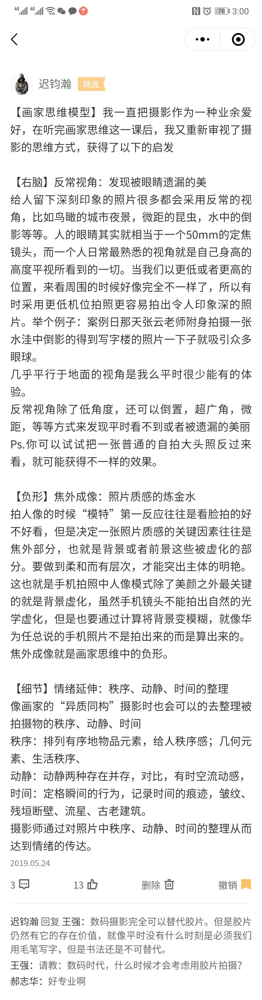 4G 4G 78 3:00
迟钧瀚 精选
【画家思维模型】我一直把摄影作为一种业余爱
好，在听完画家思维这一课后，我又重新审视了摄
影的思维方式，获得了以下的启发
【右脑】反常视角：发现被眼睛遗漏的美
给人留下深刻印象的照片很多都会采用反常的视
角，比如鸟瞰的城市夜景，微距的昆虫，水中的倒
影等等。人的眼睛其实就相当于一个50mm的定焦
镜头，而一个人日常最熟悉的视角就是自己身高的
高度平视所看到的一切。当我们以更低或者更高的
位置，来看周围的时候好像完全不一样了，所以有
时采用更低机位拍照更容易拍出令人印象深的照
片。举个例子：案例日那天张云老师附身拍摄一张
水洼中倒影的得到写字楼的照片一下子就吸引众多
眼球。
几乎平行于地面的视角是我么平时很少能有的体
验。
反常视角除了低角度，还可以倒置，超广角，微
距，等等方式来发现平时看不到或者被遗漏的美丽
Ps.你可以试试把一张普通的自拍大头照反过来
看，就可能获得不一样的效果。
【负形】焦外成像：照片质感的炼金水
拍人像的时候“模特”第一反应往往是看脸拍的好
不好看，但是决定一张照片质感的关键因素往往是
焦外部分，也就是背景或者前景这些被虚化的部
分。要做到柔和而有层次，才能突出主体的明艳。
这也就是手机拍照中人像模式除了美颜之外最关键
的就是背景虚化，虽然手机镜头不能拍出自然的光
学虚化，但是也要通过计算将背景变模糊，就像华
为任总说的手机照片不是拍出来的而是算出来的。
焦外成像就是画家思维中的负形。
【细节】情绪延伸：秩序、动静、时间的整理
像画家的“异质同构”摄影时也会可以的去整理被
拍摄物的秩序、动静、时间
秩序：排列有序地物品元素，给人秩序感；几何元
素、生活秩序、
动静：动静两种存在并存，对比，有时空流动感，
时间：定格瞬间的行为，记录时间的痕迹，皱纹、
残垣断壁、流星、古老建筑。
摄影师通过对照片中秩序、动静、时间的整理从而
达到情绪的传达。
2019.05.24
3 13 删除 撤销
迟钧瀚 回复 王强：数码摄影完全可以替代胶片。但是胶片
仍然有它的存在价值，就像平时没有什么时刻是必须我们
用毛笔写字，但是书法还是不可替代。
王强：请教：数码时代，什么时候才会考虑用胶片拍摄？
郝志华：好专业啊